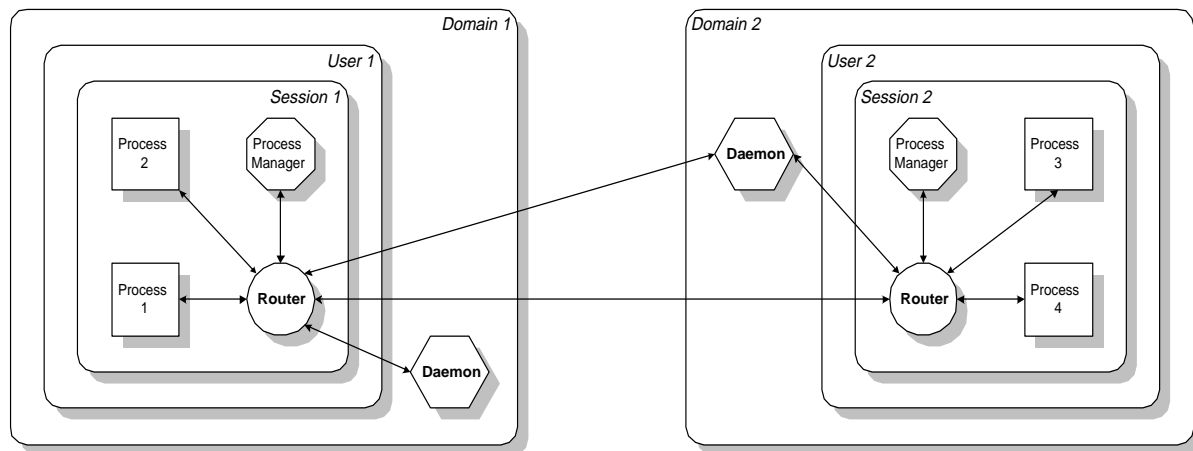 Domain 1
User 1
Session 1
Process
2
Process
Manager
Process
1
Router
Daemon
Domain 2
User 2
Session 2
Daemon
Process
Manager
Process
3
Router
Process
4